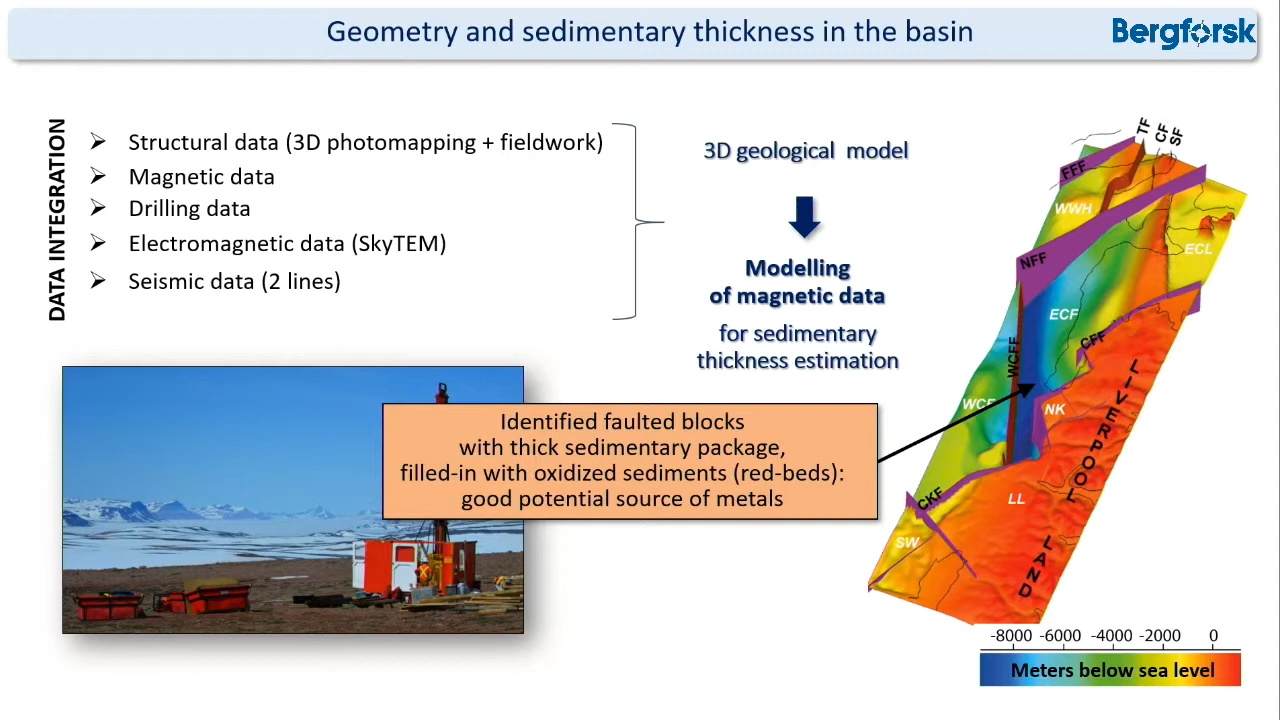 Geometry and sedimentary thickness in the basin
Bergførsk
DATA INTEGRATION
Structural data (3D photomapping + fieldwork)
Magnetic data
Drilling data
Electromagnetic data (SkyTEM)
Seismic data (2 lines)
3D geological model
Modelling
of magnetic data
for sedimentary
thickness estimation
Identified faulted blocks
with thick sedimentary package,
filled-in with oxidized sediments (red-beds):
good potential source of metals
TF
CF
SF
FFF
WWH
ECL
NFF
ECF
CFF
WCFF
NK
LIVERPOOL LAND
CKF
LL
SW
-8000 -6000 -4000 -2000 0
Meters below sea level